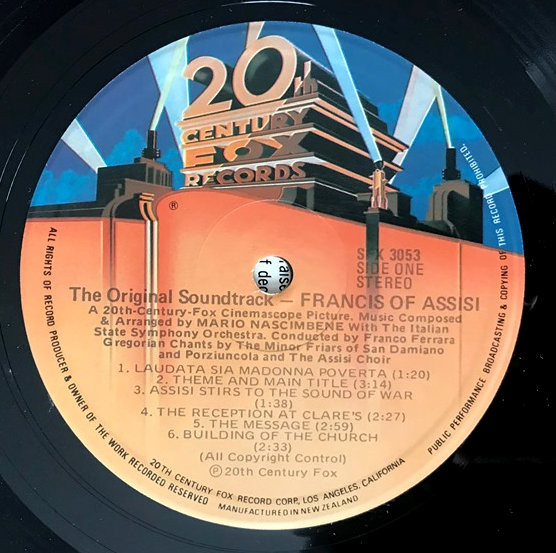 20th
CENTURY
FOX
RECORDS
®
SFX 3053
SIDE ONE
STEREO
The Original Soundtrack – FRANCIS OF ASSISI
A 20th-Century-Fox Cinemascope Picture. Music Composed
& Arranged by MARIO NASCIMBENE With The Italian
State Symphony Orchestra. Conducted by Franco Ferrara
Gregorian Chants by The Minor Friars of San Damiano
and Porziuncola and The Assisi Choir
1. LAUDATA SIA MADONNA POVERTA (1:20)
2. THEME AND MAIN TITLE (3:14)
3. ASSISI STIRS TO THE SOUND OF WAR
(1:38)
4. THE RECEPTION AT CLARE'S (2:27)
5. THE MESSAGE (2:59)
6. BUILDING OF THE CHURCH
(2:33)
(All Copyright Control)
Ⓟ 20th Century Fox
ALL RIGHTS OF RECORD PRODUCER & OWNER OF THE WORK RECORDED RESERVED
20TH CENTURY FOX RECORD CORP, LOS ANGELES, CALIFORNIA
MANUFACTURED IN NEW ZEALAND
PUBLIC PERFORMANCE BROADCASTING & COPYING OF THIS RECORD PROHIBITED.